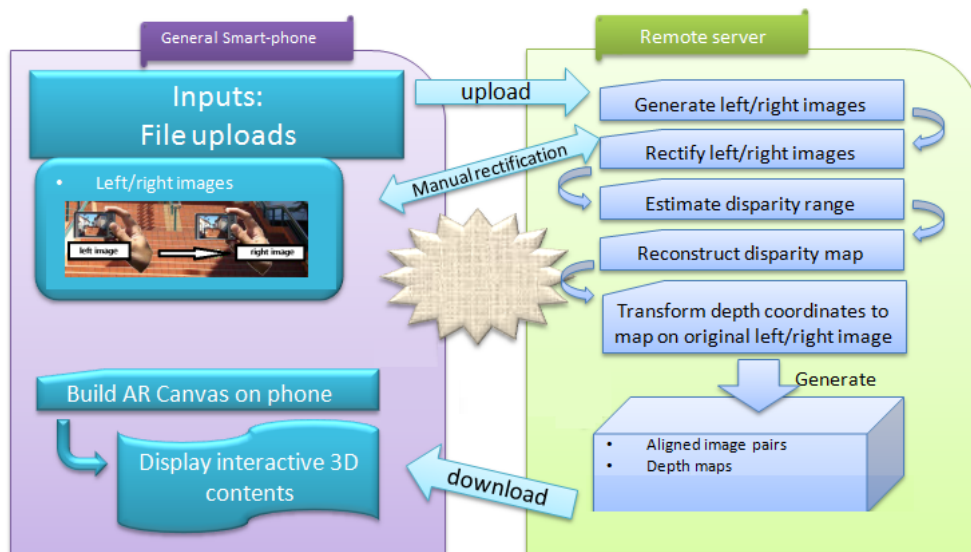 General Smart-phone
Inputs:
File uploads
• Left/right images
left image
right image
Build AR Canvas on phone
Display interactive 3D
contents
upload
Manual rectification
download
Remote server
Generate left/right images
Rectify left/right images
Estimate disparity range
Reconstruct disparity map
Transform depth coordinates to
map on original left/right image
Generate
• Aligned image pairs
• Depth maps